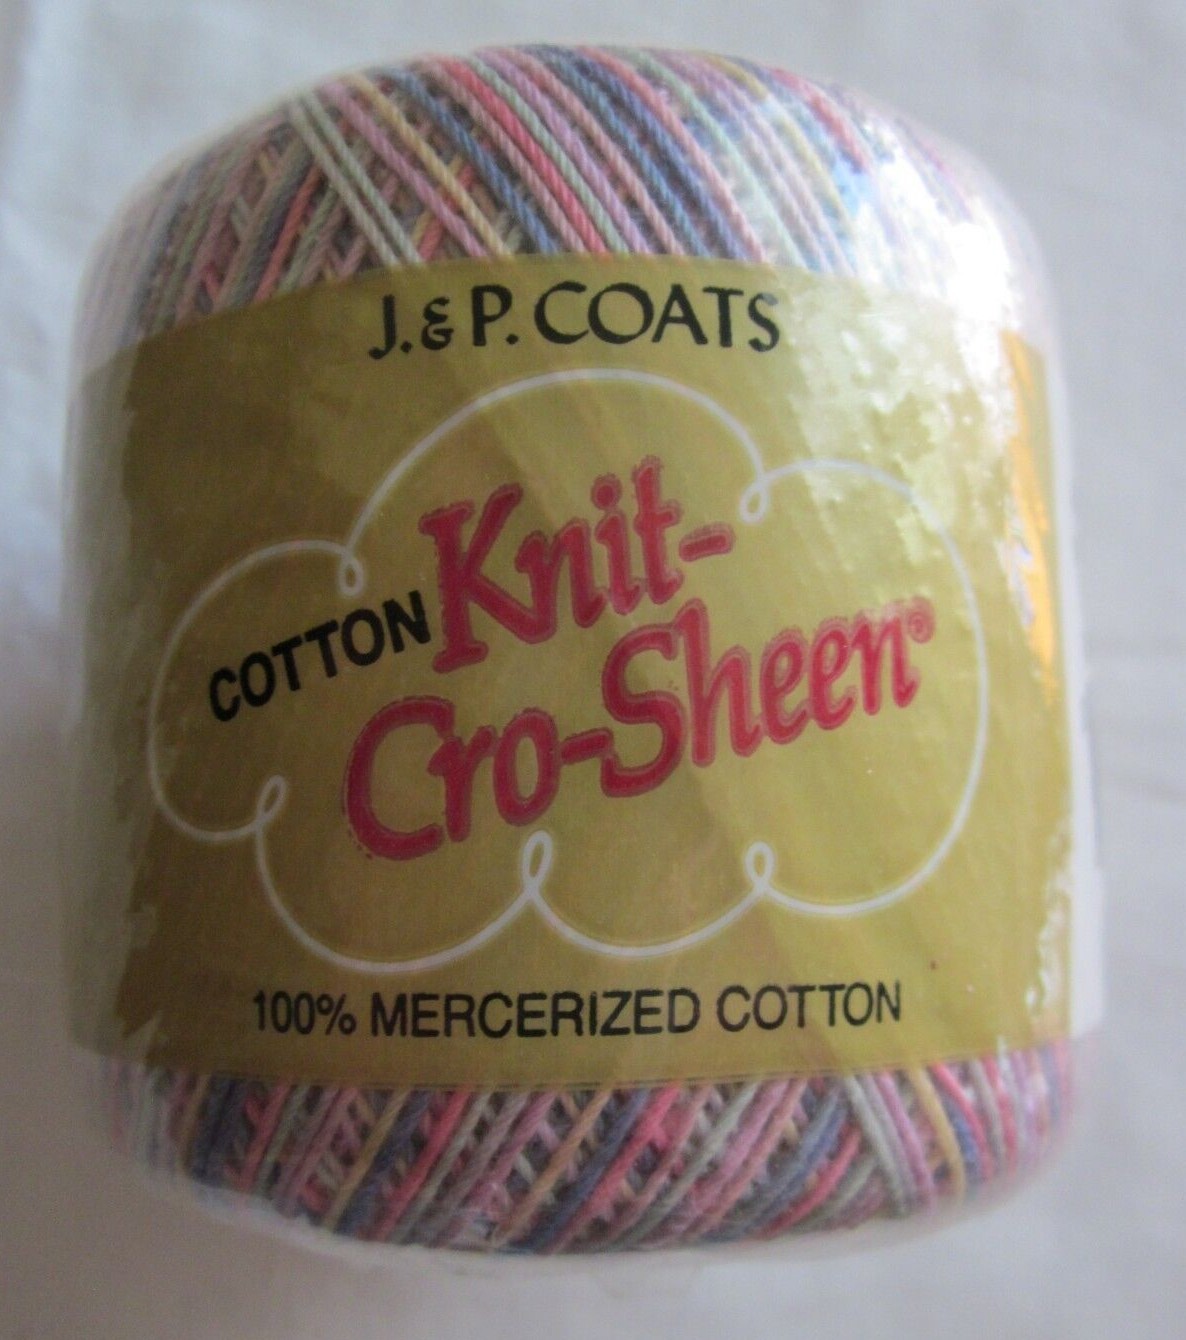 J. & P. COATS
COTTON Knit-
Cro-Sheen®
100% MERCERIZED COTTON